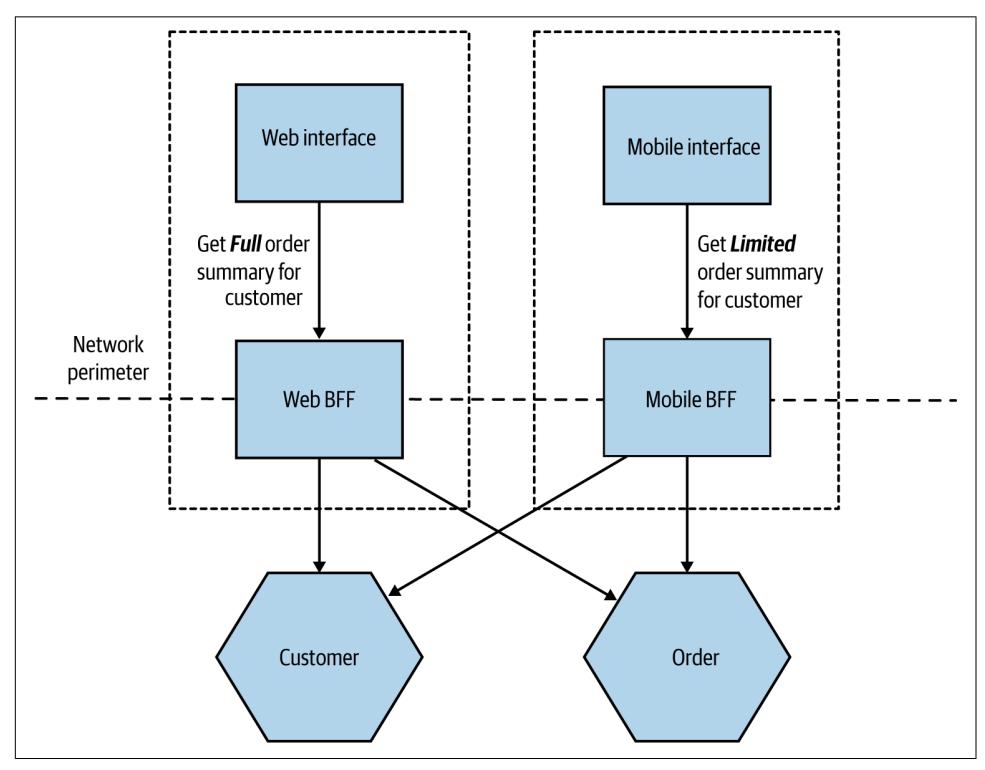 Web interface
Mobile interface
Get Full order
summary for
customer
Get Limited
order summary
for customer
Network
perimeter
Web BFF
Mobile BFF
Customer
Order